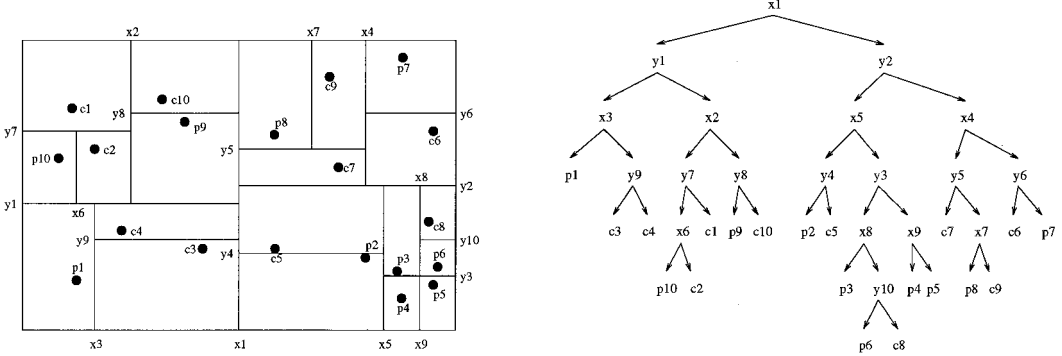 x2 x7 x4
p7
c9
c10
c1
y8 y6
p9
y7 p8
c6
y5
c2
p10
c7
x8
y2
y1
x6
c8
c4
y9 y10
c3 p2
y4 c5
p3 p6
y3
p1
p5
p4
x3 x1 x5 x9
x1
y1 y2
x3 x2 x5 x4
p1 y9 y7 y8 y4 y3 y5 y6
c3 c4 x6 c1 p9 c10 p2 c5 x8 x9 c7 x7 c6 p7
p10 c2 p3 y10 p4 p5 p8 c9
p6 c8